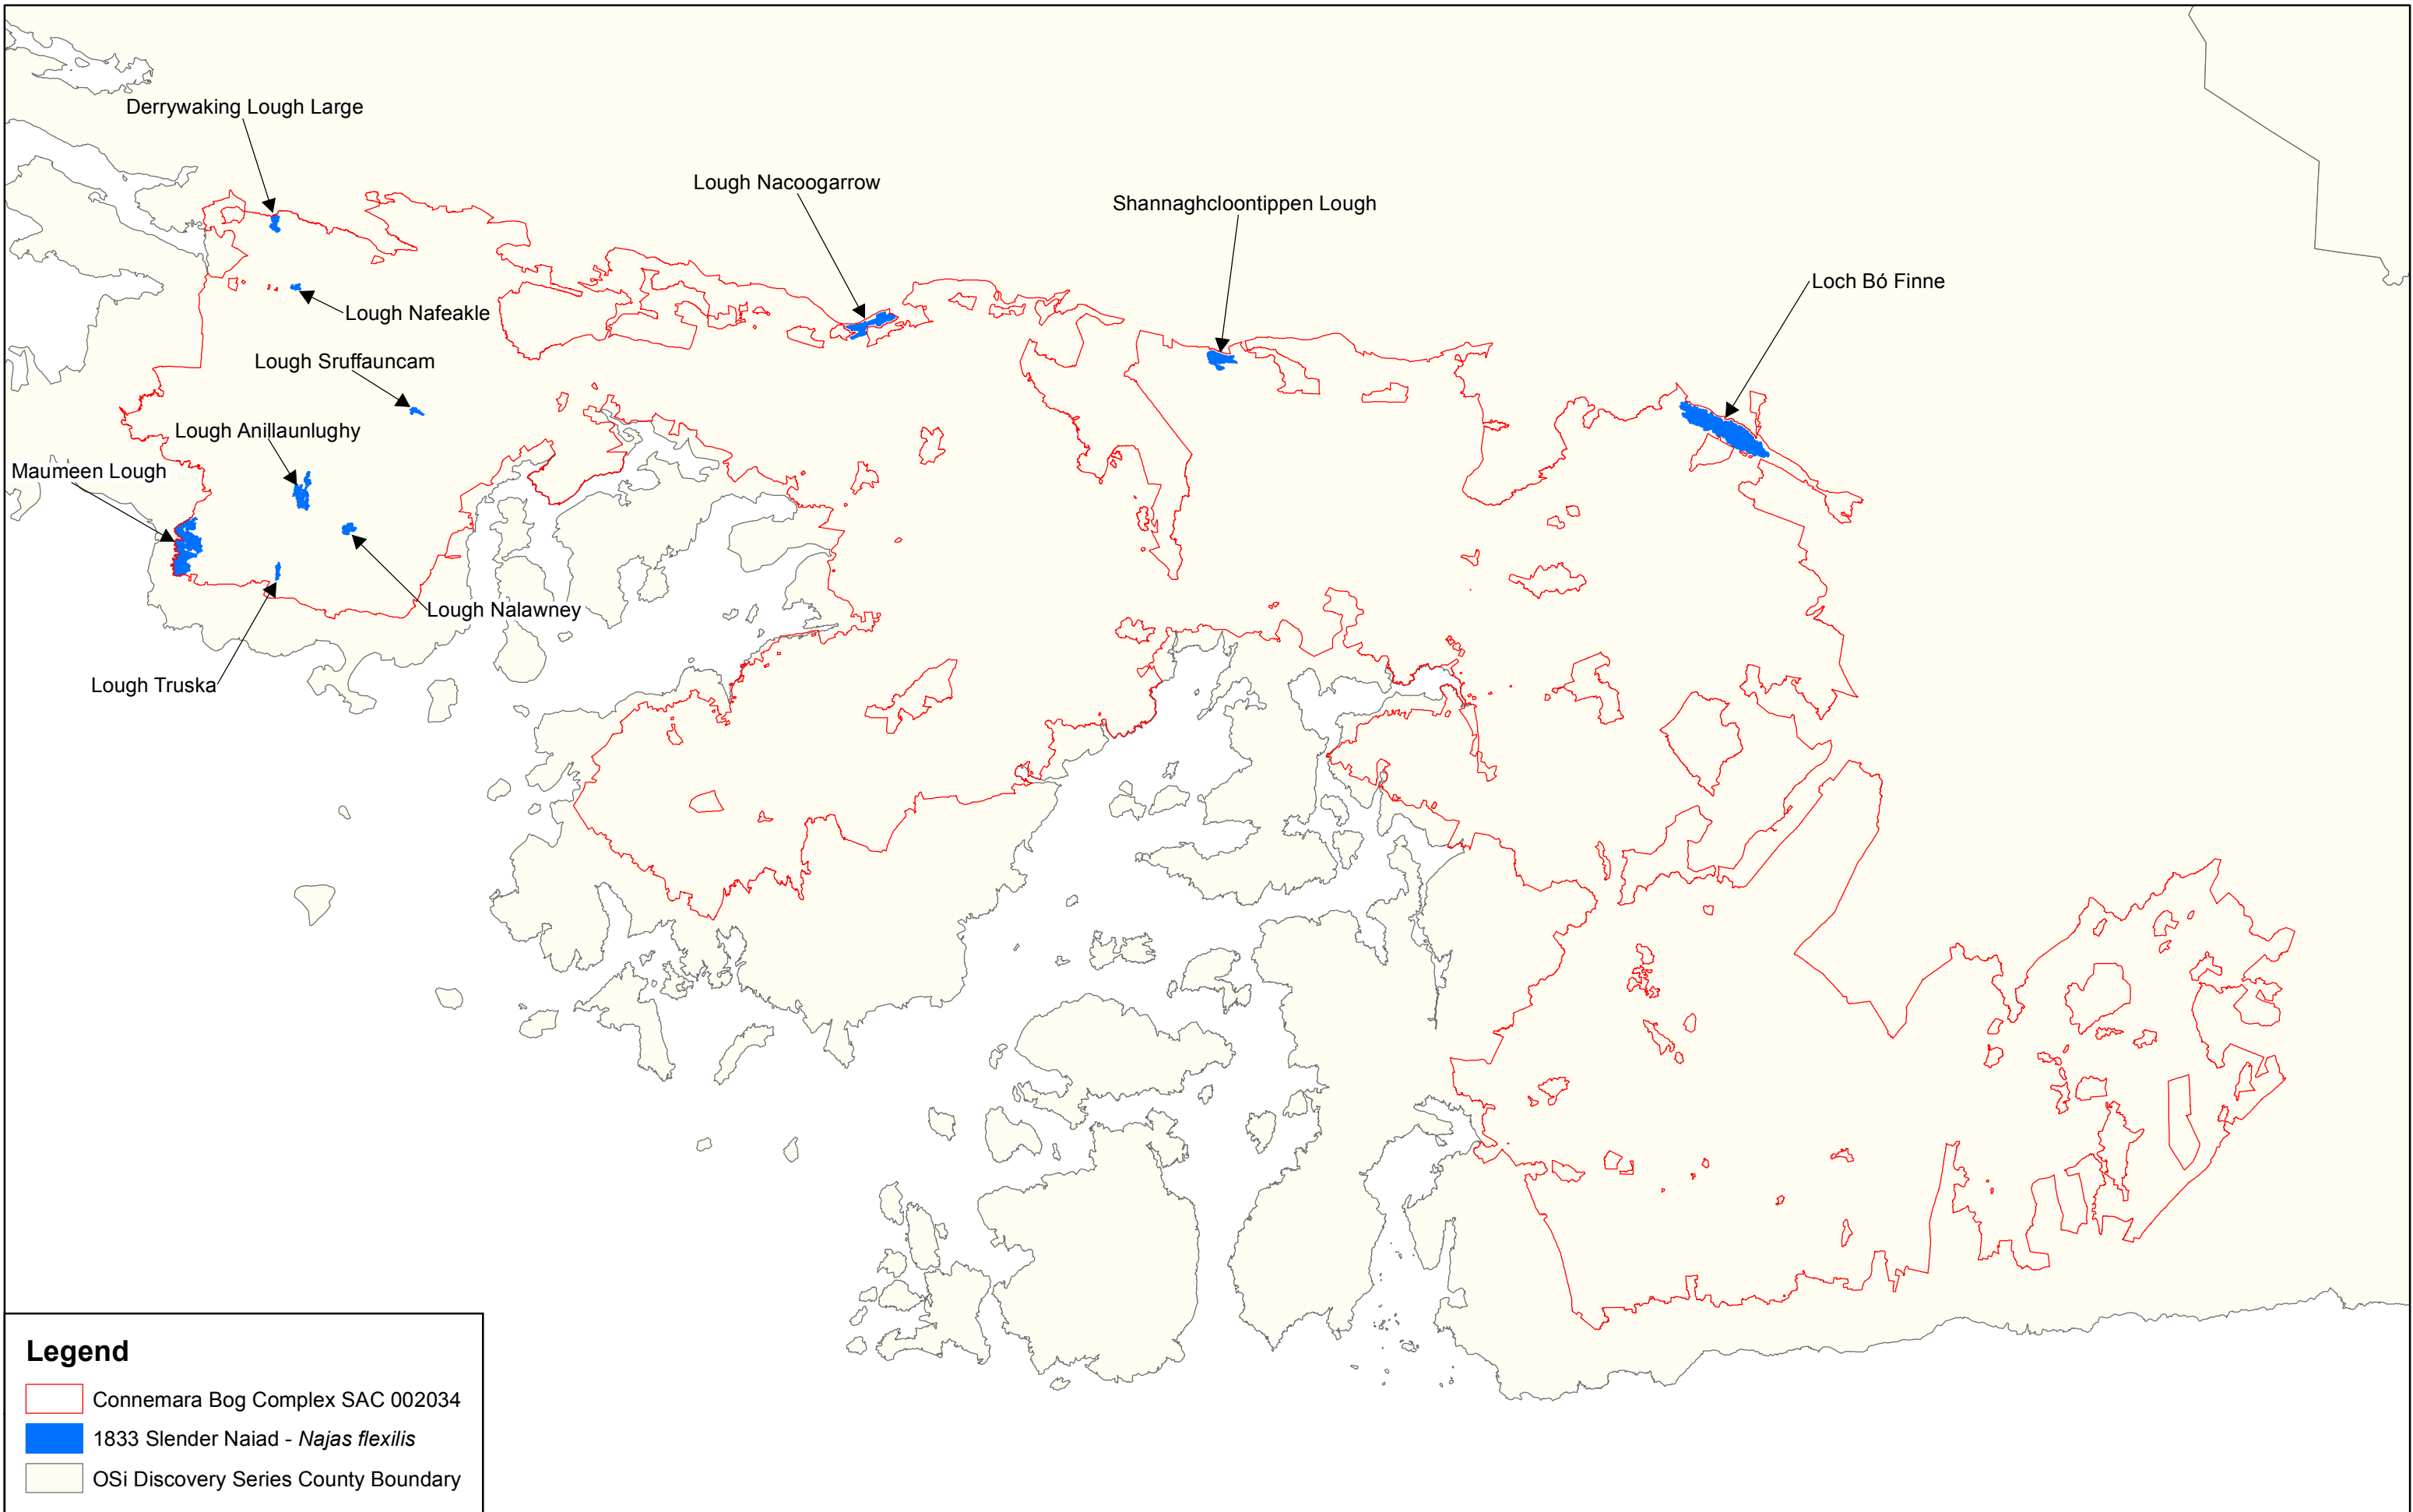 Derrywaking Lough Large
Lough Nacoogarrow
Shannaghcloontippen Lough
Loch Bó Finne
Lough Nafeakle
Lough Sruffauncam
Lough Anillaunlughy
Maumeen Lough
Lough Nalawney
Lough Truska
Legend
Connemara Bog Complex SAC 002034
1833 Slender Naiad - Najas flexilis
OSi Discovery Series County Boundary